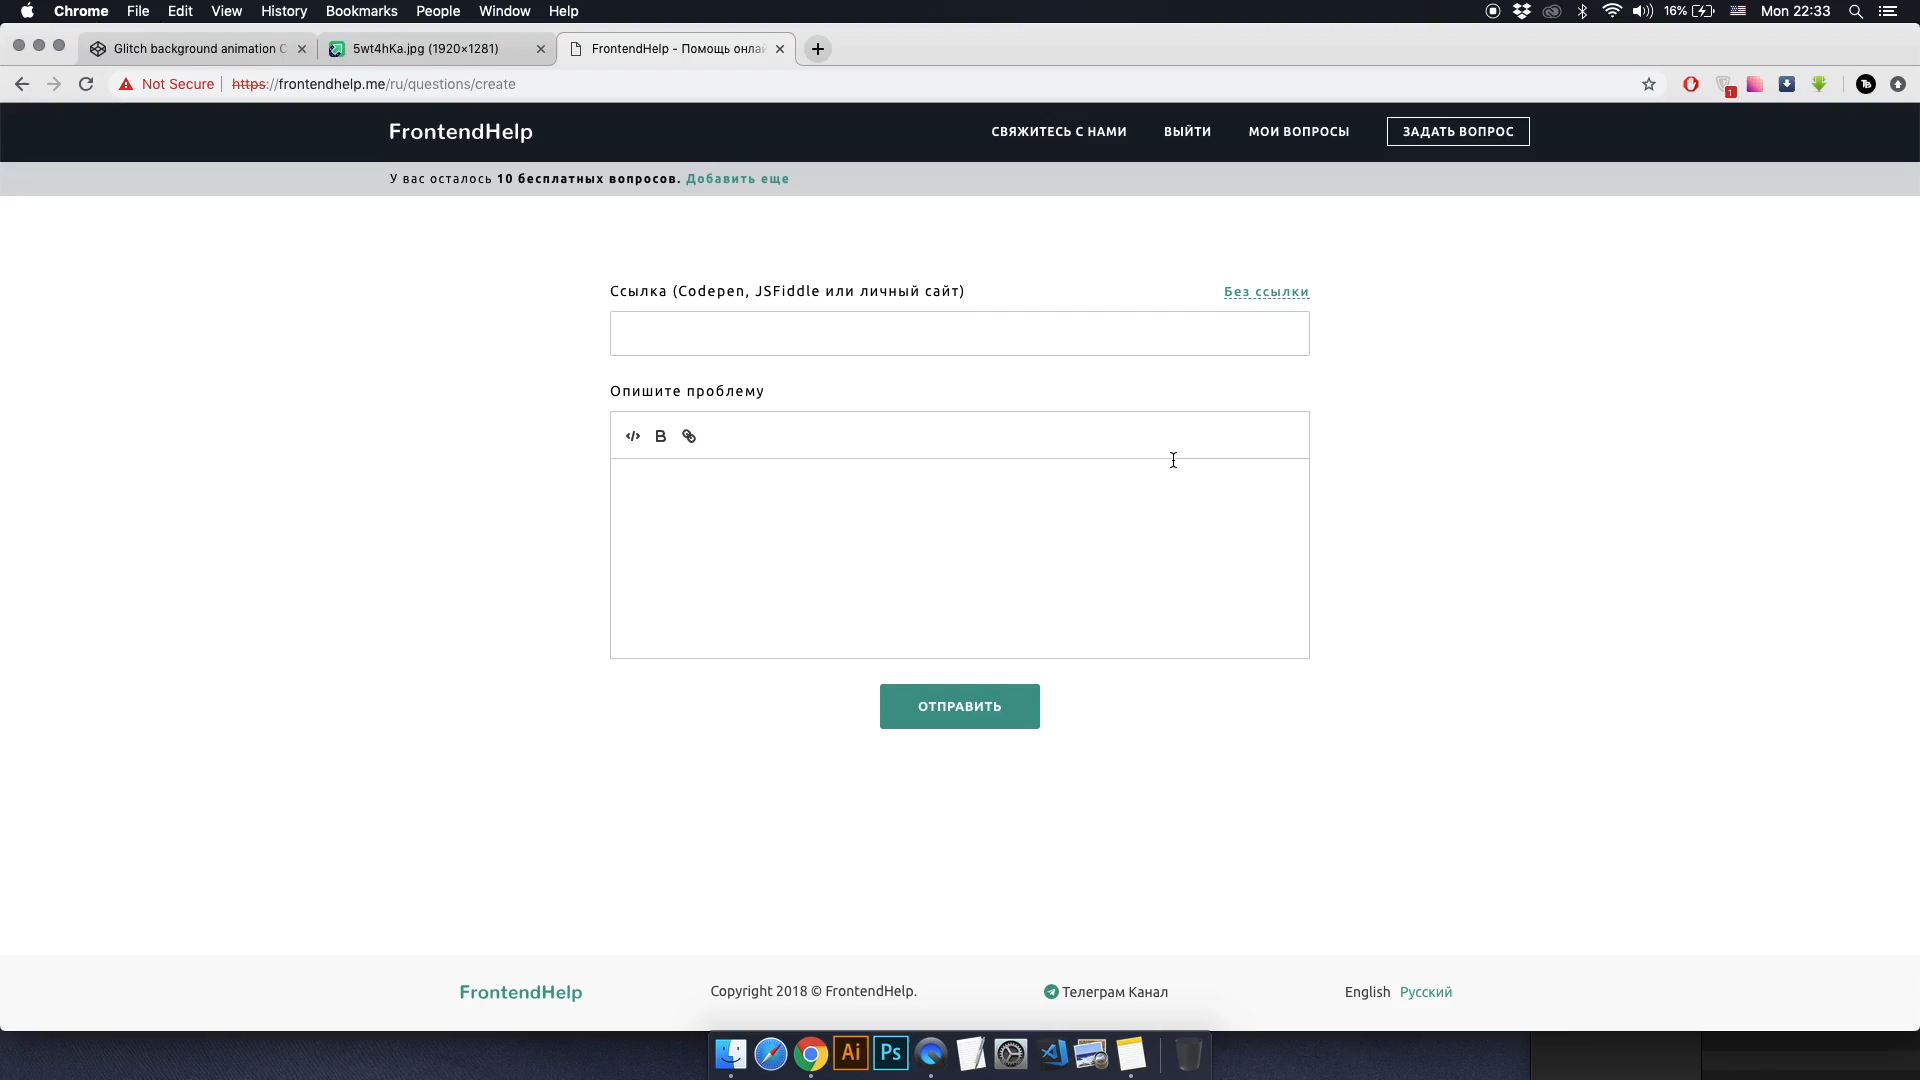 Chrome File Edit View History Bookmarks People Window Help 16% Mon 22:33
Glitch background animation C 5wt4hKa.jpg (1920×1281) FrontendHelp - Помощь онлай
Not Secure https://frontendhelp.me/ru/questions/create
FrontendHelp СВЯЖИТЕСЬ С НАМИ ВЫЙТИ МОИ ВОПРОСЫ ЗАДАТЬ ВОПРОС
У вас осталось 10 бесплатных вопросов. Добавить еще
Ссылка (Codepen, JSFiddle или личный сайт) Без ссылки
Опишите проблему
B
ОТПРАВИТЬ
FrontendHelp Copyright 2018 © FrontendHelp. Телеграм Канал English Русский
Ai Ps